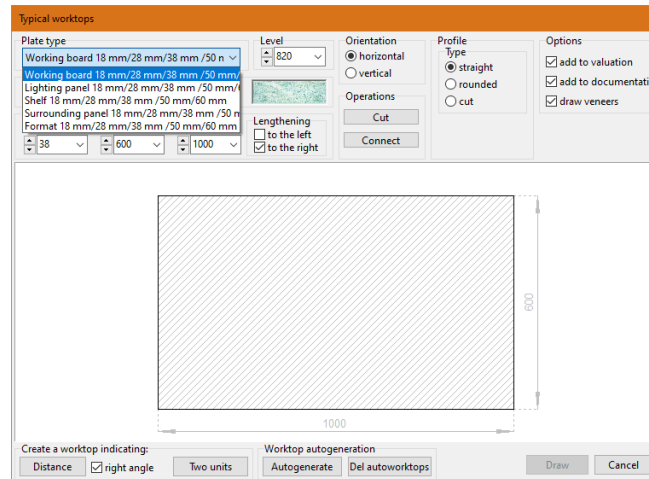 Typical worktops
Plate type
Working board 18 mm/28 mm/38 mm /50 n
Working board 18 mm/28 mm/38 mm /50 mm/
Lighting panel 18 mm/28 mm/38 mm /50 mm/
Shelf 18 mm/28 mm/38 mm /50 mm/60 mm
Surrounding panel 18 mm/28 mm/38 mm /50 n
Format 18 mm/28 mm/38 mm /50 mm/60 mm
38 600 1000
Level
820
Lengthening
to the left
to the right
Orientation
horizontal
vertical
Operations
Cut
Connect
Profile
Type
straight
rounded
cut
Options
add to valuation
add to documentati
draw veneers
600
1000
Create a worktop indicating:
Distance right angle Two units
Worktop autogeneration
Autogenerate Del autoworktops
Draw Cancel